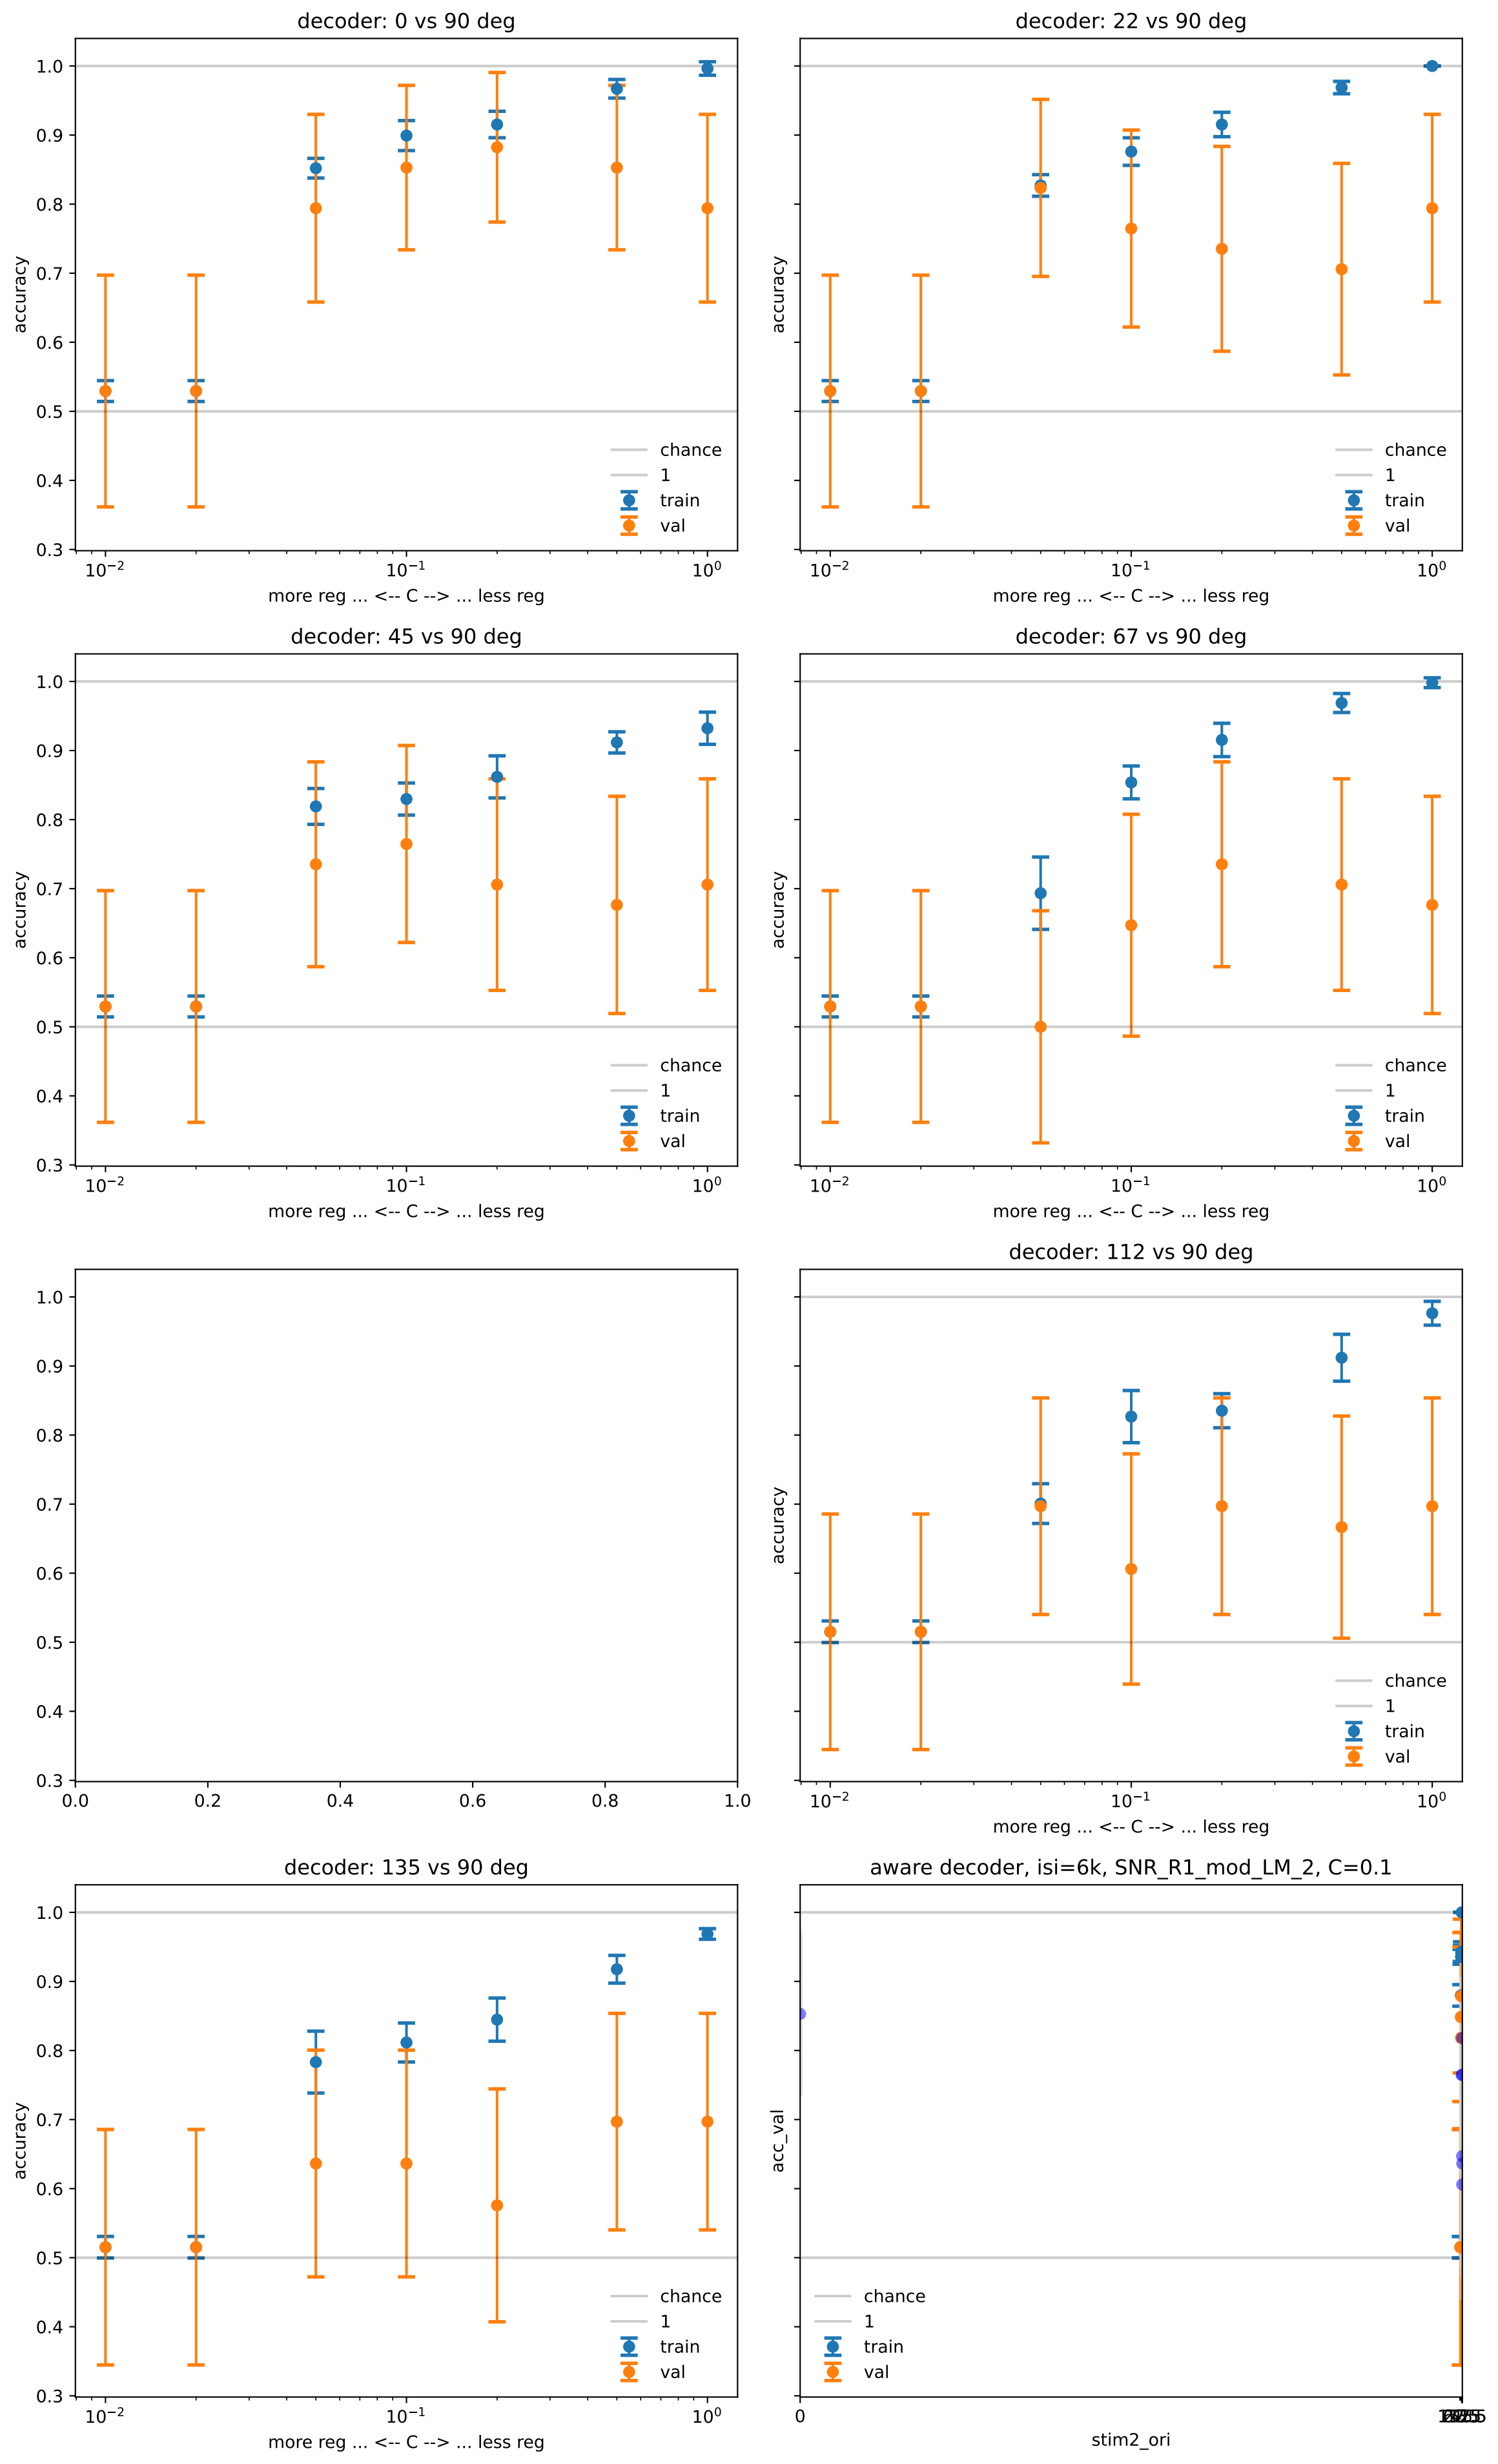 decoder: 0 vs 90 deg
1.0
0.9
0.8
0.7
0.6
0.5
0.4
0.3
accuracy
chance
1
train
val
10⁻² 10⁻¹ 10⁰
more reg ... <-- C --> ... less reg
decoder: 22 vs 90 deg
accuracy
chance
1
train
val
10⁻² 10⁻¹ 10⁰
more reg ... <-- C --> ... less reg
decoder: 45 vs 90 deg
1.0
0.9
0.8
0.7
0.6
0.5
0.4
0.3
accuracy
chance
1
train
val
10⁻² 10⁻¹ 10⁰
more reg ... <-- C --> ... less reg
decoder: 67 vs 90 deg
accuracy
chance
1
train
val
10⁻² 10⁻¹ 10⁰
more reg ... <-- C --> ... less reg
1.0
0.9
0.8
0.7
0.6
0.5
0.4
0.3
0.0 0.2 0.4 0.6 0.8 1.0
decoder: 112 vs 90 deg
accuracy
chance
1
train
val
10⁻² 10⁻¹ 10⁰
more reg ... <-- C --> ... less reg
decoder: 135 vs 90 deg
1.0
0.9
0.8
0.7
0.6
0.5
0.4
0.3
accuracy
chance
1
train
val
10⁻² 10⁻¹ 10⁰
more reg ... <-- C --> ... less reg
aware decoder, isi=6k, SNR_R1_mod_LM_2, C=0.1
acc_val
chance
1
train
val
0
stim2_ori